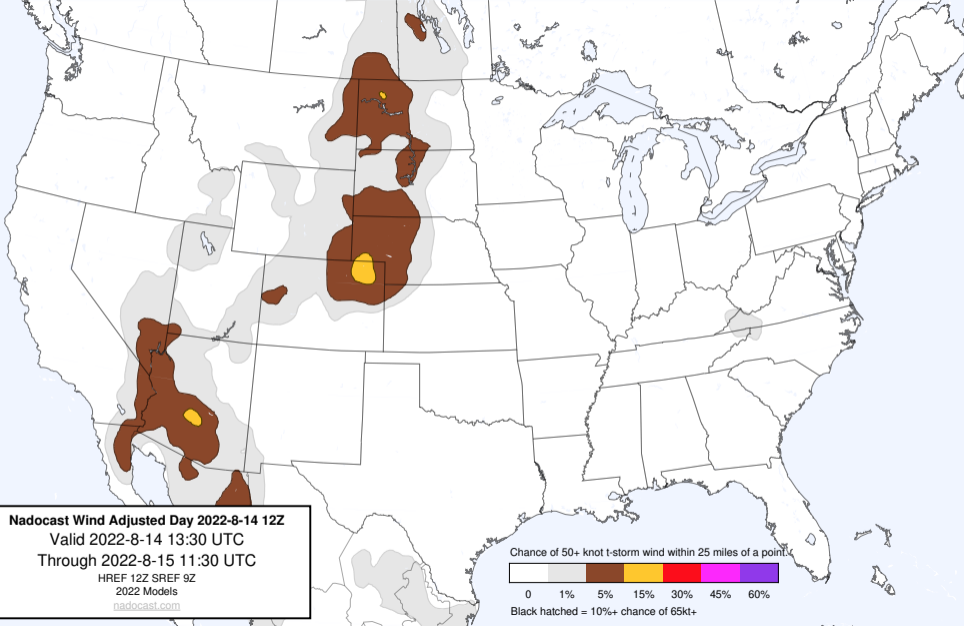 Nadocast Wind Adjusted Day 2022-8-14 12Z
Valid 2022-8-14 13:30 UTC
Through 2022-8-15 11:30 UTC
HREF 12Z SREF 9Z
2022 Models
nadocast.com
Chance of 50+ knot t-storm wind within 25 miles of a point.
0 1% 5% 15% 30% 45% 60%
Black hatched = 10%+ chance of 65kt+